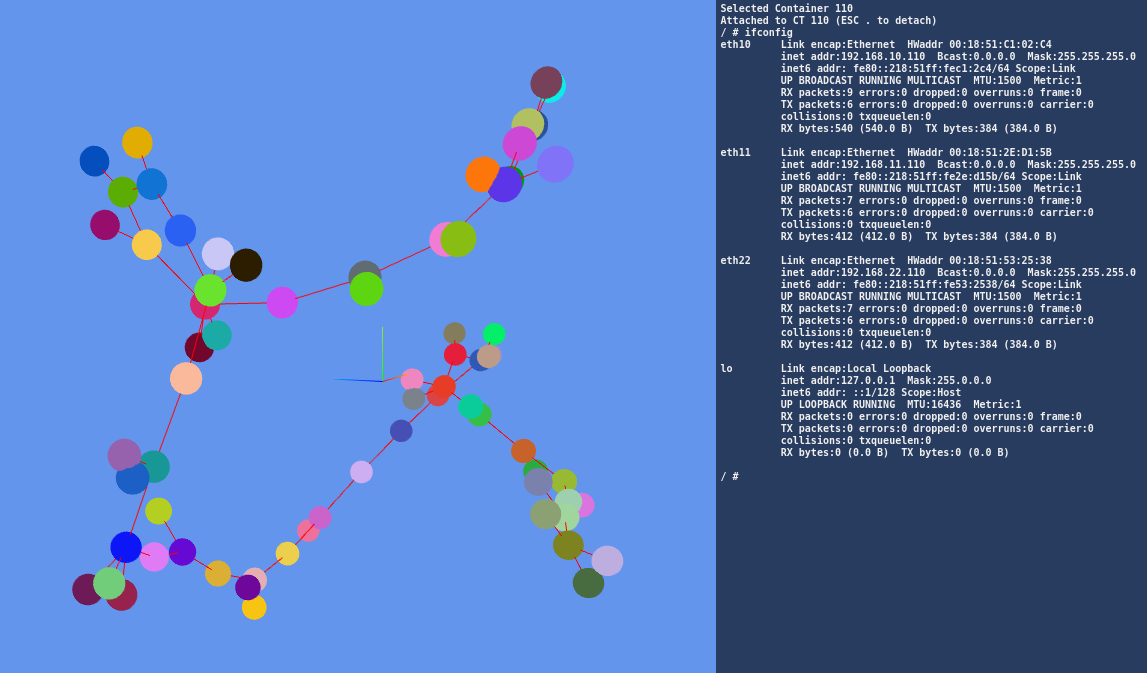 Selected Container 110
Attached to CT 110 (ESC . to detach)
/ # ifconfig
eth10     Link encap:Ethernet  HWaddr 00:18:51:C1:02:C4
          inet addr:192.168.10.110  Bcast:0.0.0.0  Mask:255.255.255.0
          inet6 addr: fe80::218:51ff:fec1:2c4/64 Scope:Link
          UP BROADCAST RUNNING MULTICAST  MTU:1500  Metric:1
          RX packets:9 errors:0 dropped:0 overruns:0 frame:0
          TX packets:6 errors:0 dropped:0 overruns:0 carrier:0
          collisions:0 txqueuelen:0
          RX bytes:540 (540.0 B)  TX bytes:384 (384.0 B)

eth11     Link encap:Ethernet  HWaddr 00:18:51:2E:D1:5B
          inet addr:192.168.11.110  Bcast:0.0.0.0  Mask:255.255.255.0
          inet6 addr: fe80::218:51ff:fe2e:d15b/64 Scope:Link
          UP BROADCAST RUNNING MULTICAST  MTU:1500  Metric:1
          RX packets:7 errors:0 dropped:0 overruns:0 frame:0
          TX packets:6 errors:0 dropped:0 overruns:0 carrier:0
          collisions:0 txqueuelen:0
          RX bytes:412 (412.0 B)  TX bytes:384 (384.0 B)

eth22     Link encap:Ethernet  HWaddr 00:18:51:53:25:38
          inet addr:192.168.22.110  Bcast:0.0.0.0  Mask:255.255.255.0
          inet6 addr: fe80::218:51ff:fe53:2538/64 Scope:Link
          UP BROADCAST RUNNING MULTICAST  MTU:1500  Metric:1
          RX packets:7 errors:0 dropped:0 overruns:0 frame:0
          TX packets:6 errors:0 dropped:0 overruns:0 carrier:0
          collisions:0 txqueuelen:0
          RX bytes:412 (412.0 B)  TX bytes:384 (384.0 B)

lo        Link encap:Local Loopback
          inet addr:127.0.0.1  Mask:255.0.0.0
          inet6 addr: ::1/128 Scope:Host
          UP LOOPBACK RUNNING  MTU:16436  Metric:1
          RX packets:0 errors:0 dropped:0 overruns:0 frame:0
          TX packets:0 errors:0 dropped:0 overruns:0 carrier:0
          collisions:0 txqueuelen:0
          RX bytes:0 (0.0 B)  TX bytes:0 (0.0 B)

/ #